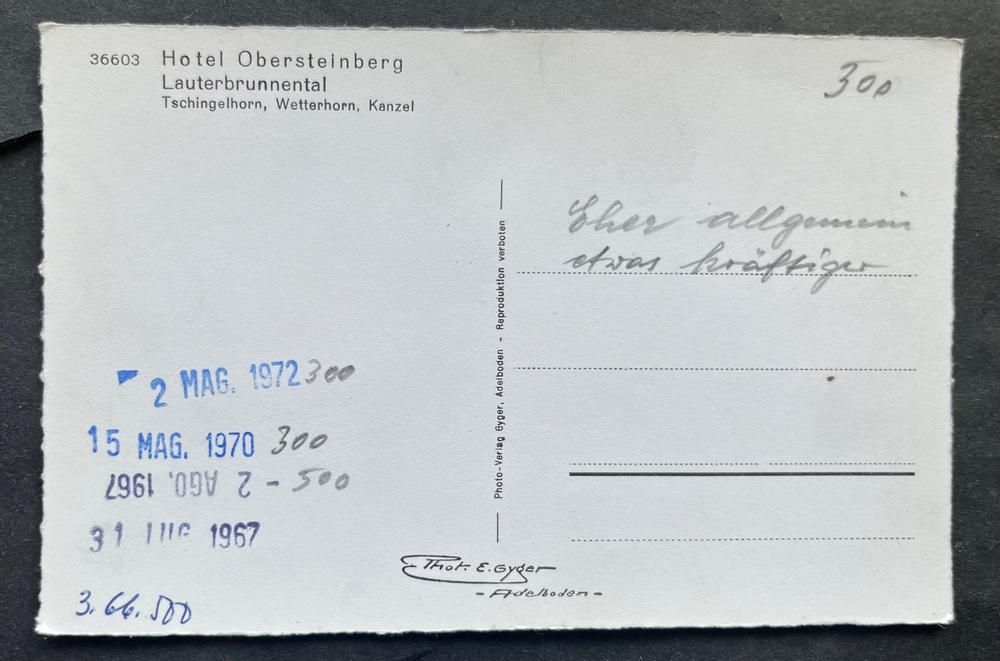 36603 Hotel Obersteinberg
Lauterbrunnental
Tschingelhorn, Wetterhorn, Kanzel
300
Eher allgemein
etwas kräftiger
Photo-Verlag Gyger, Adelboden - Reproduktion verboten
2 MAG. 1972 300
15 MAG. 1970 300
2 AGO. 1967 - 500
31 LUG 1967
3.66.500
Phot. E. Gyger
- Adelboden -